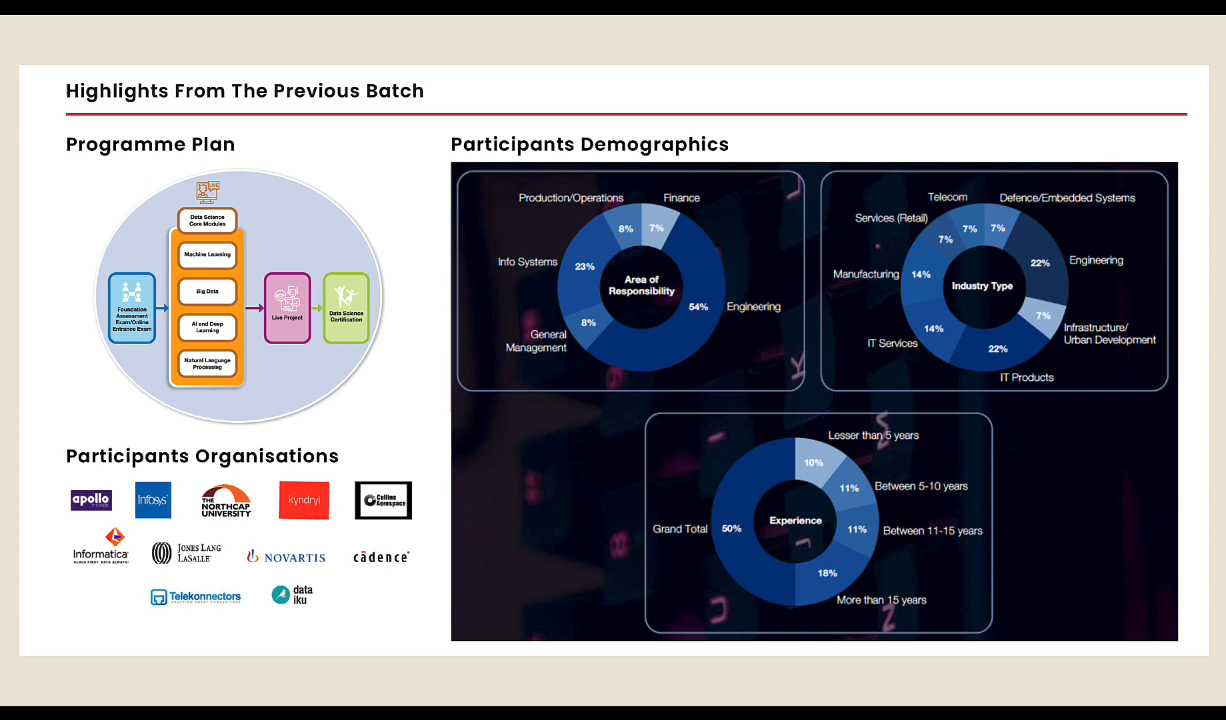 Highlights From The Previous Batch
Programme Plan
LIVE
Data Science
Core Modules
Machine Learning
Big Data
AI and Deep
Learning
Natural Language
Processing
Foundation
Assessment
Exam/Online
Entrance Exam
Live Project
Data Science
Certification
Participants Organisations
apollo
Infosys
THE
NORTHCAP
UNIVERSITY
kyndryl
Collins
Aerospace
Informatica
JONES LANG
LASALLE
NOVARTIS
cādence
Telekonnectors
data
iku
Participants Demographics
Production/Operations
Finance
8%
7%
Info Systems
23%
Area of
Responsibility
54%
Engineering
8%
General
Management
Telecom
Defence/Embedded Systems
Services (Retail)
7%
7%
7%
22%
Engineering
Manufacturing
14%
Industry Type
7%
Infrastructure/
Urban Development
14%
IT Services
22%
IT Products
Lesser than 5 years
10%
11%
Between 5-10 years
Grand Total
50%
Experience
11%
Between 11-15 years
18%
More than 15 years